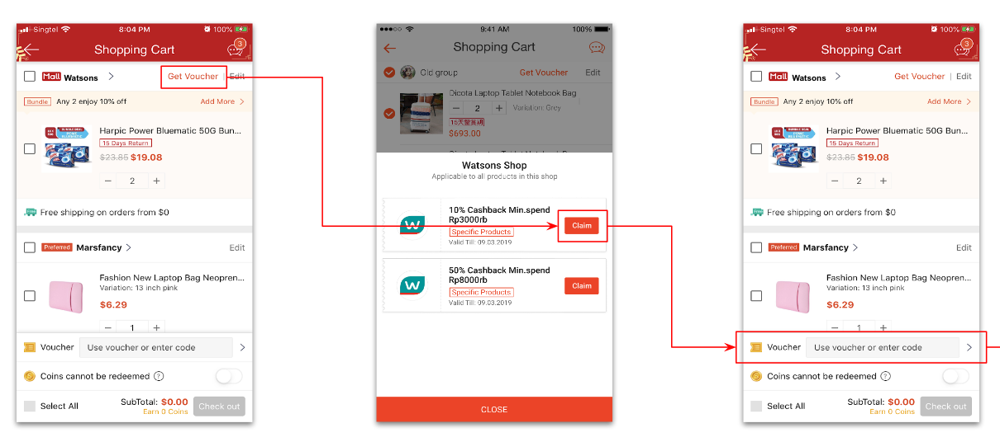 Singtel 8:04 PM 100%
Shopping Cart 3
Mall Watsons Get Voucher | Edit
Bundle Any 2 enjoy 10% off Add More
Harpic Power Bluematic 50G Bun...
15 Days Return
$23.85 $19.08
2
Free shipping on orders from $0
Preferred Marsfancy Edit
Fashion New Laptop Bag Neopren...
Variation: 13 inch pink
$6.29
1
Voucher Use voucher or enter code
Coins cannot be redeemed ?
Select All SubTotal: $0.00 Check out
Earn 0 Coins
9:41 AM 100%
Shopping Cart
Old group Get Voucher Edit
Dicota Laptop Tablet Notebook Bag
2 Variation: Grey
$693.00
Watsons Shop
Applicable to all products in this shop
10% Cashback Min.spend
Rp3000rb
Specific Products
Valid Till: 09.03.2019
Claim
50% Cashback Min.spend
Rp8000rb
Specific Products
Valid Till: 09.03.2019
Claim
CLOSE
Singtel 8:04 PM 100%
Shopping Cart 3
Mall Watsons Get Voucher | Edit
Bundle Any 2 enjoy 10% off Add More
Harpic Power Bluematic 50G Bun...
15 Days Return
$23.85 $19.08
2
Free shipping on orders from $0
Preferred Marsfancy Edit
Fashion New Laptop Bag Neopren...
Variation: 13 inch pink
$6.29
1
Voucher Use voucher or enter code
Coins cannot be redeemed ?
Select All SubTotal: $0.00 Check out
Earn 0 Coins